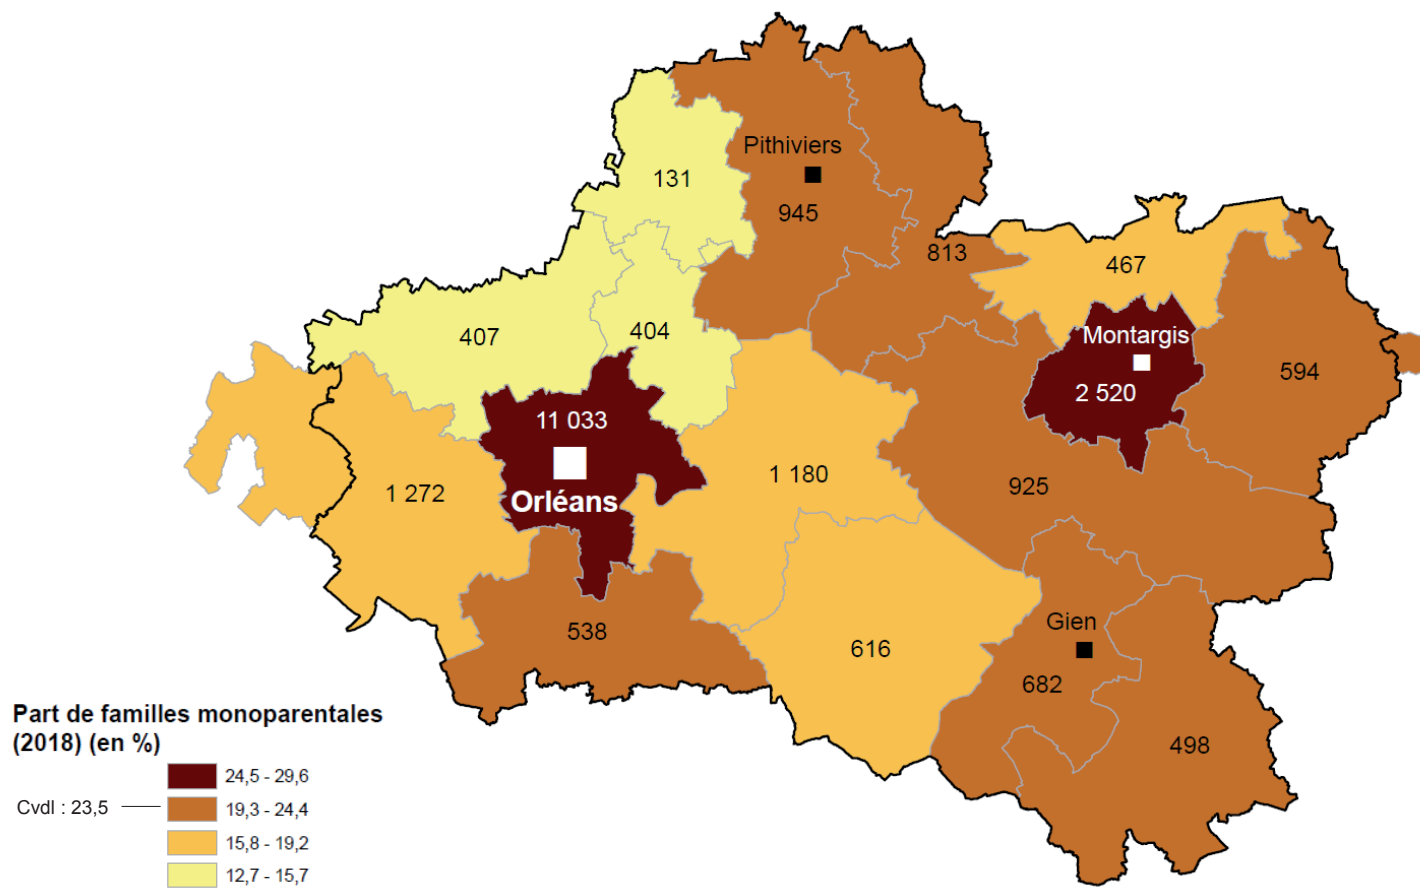 Pithiviers
131
945
813
467
407
404
Montargis
594
2 520
11 033
1 272
Orléans
1 180
925
538
616
Gien
682
498
Part de familles monoparentales
(2018) (en %)
24,5 - 29,6
Cvdl : 23,5
19,3 - 24,4
15,8 - 19,2
12,7 - 15,7